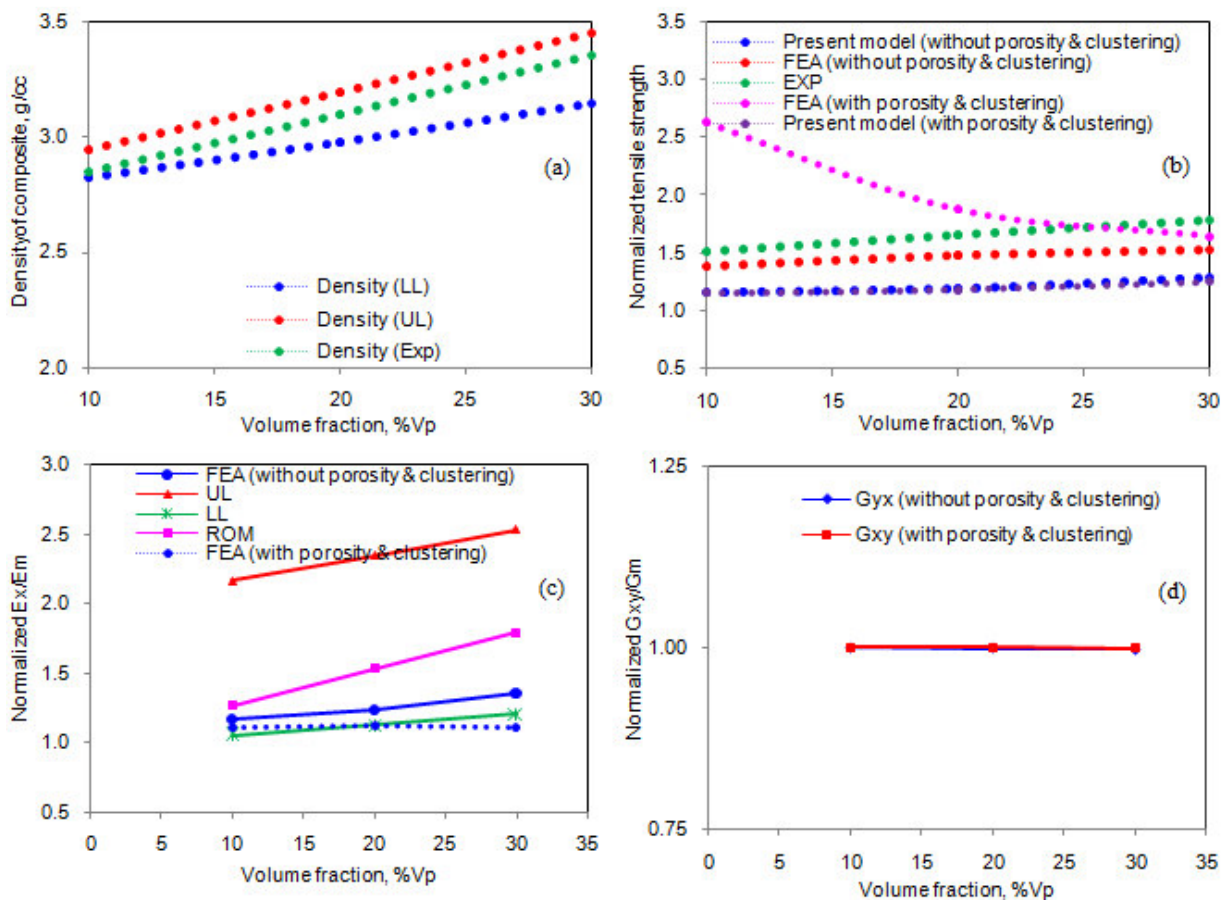 3.5
3.0
2.5
2.0
Density of composite, g/cc
(a)
Density (LL)
Density (UL)
Density (Exp)
10 15 20 25 30
Volume fraction, %Vp
3.5
3.0
2.5
2.0
1.5
1.0
0.5
Normalized tensile strength
Present model (without porosity & clustering)
FEA (without porosity & clustering)
EXP
FEA (with porosity & clustering)
Present model (with porosity & clustering)
(b)
10 15 20 25 30
Volume fraction, %Vp
3.0
2.5
2.0
1.5
1.0
0.5
Normalized Ex/Em
FEA (without porosity & clustering)
UL
LL
ROM
FEA (with porosity & clustering)
(c)
0 5 10 15 20 25 30 35
Volume fraction, %Vp
1.25
1.00
0.75
Normalized Gxy/Gm
Gyx (without porosity & clustering)
Gxy (with porosity & clustering)
(d)
0 5 10 15 20 25 30 35
Volume fraction, %Vp